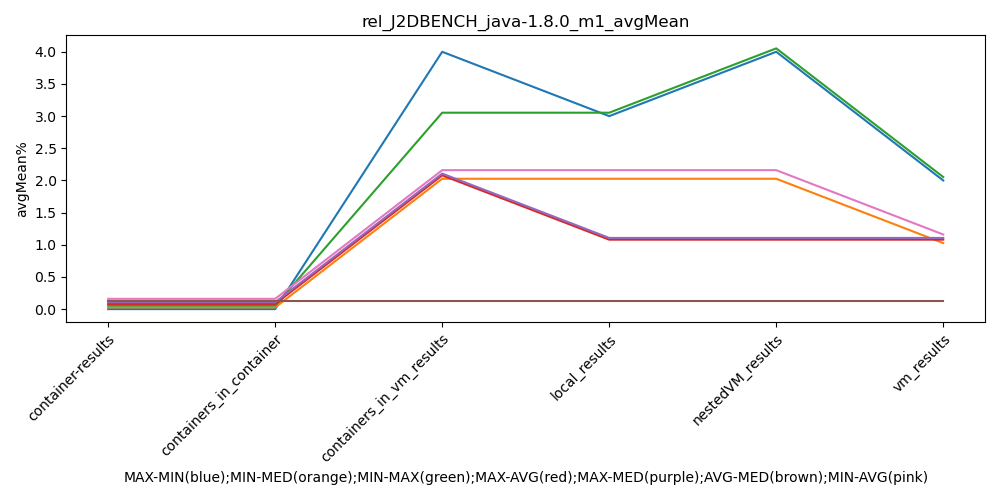 rel_J2DBENCH_java-1.8.0_m1_avgMean
avgMean%
4.0
3.5
3.0
2.5
2.0
1.5
1.0
0.5
0.0
container-results
containers_in_container
containers_in_vm_results
local_results
nestedVM_results
vm_results
MAX-MIN(blue);MIN-MED(orange);MIN-MAX(green);MAX-AVG(red);MAX-MED(purple);AVG-MED(brown);MIN-AVG(pink)